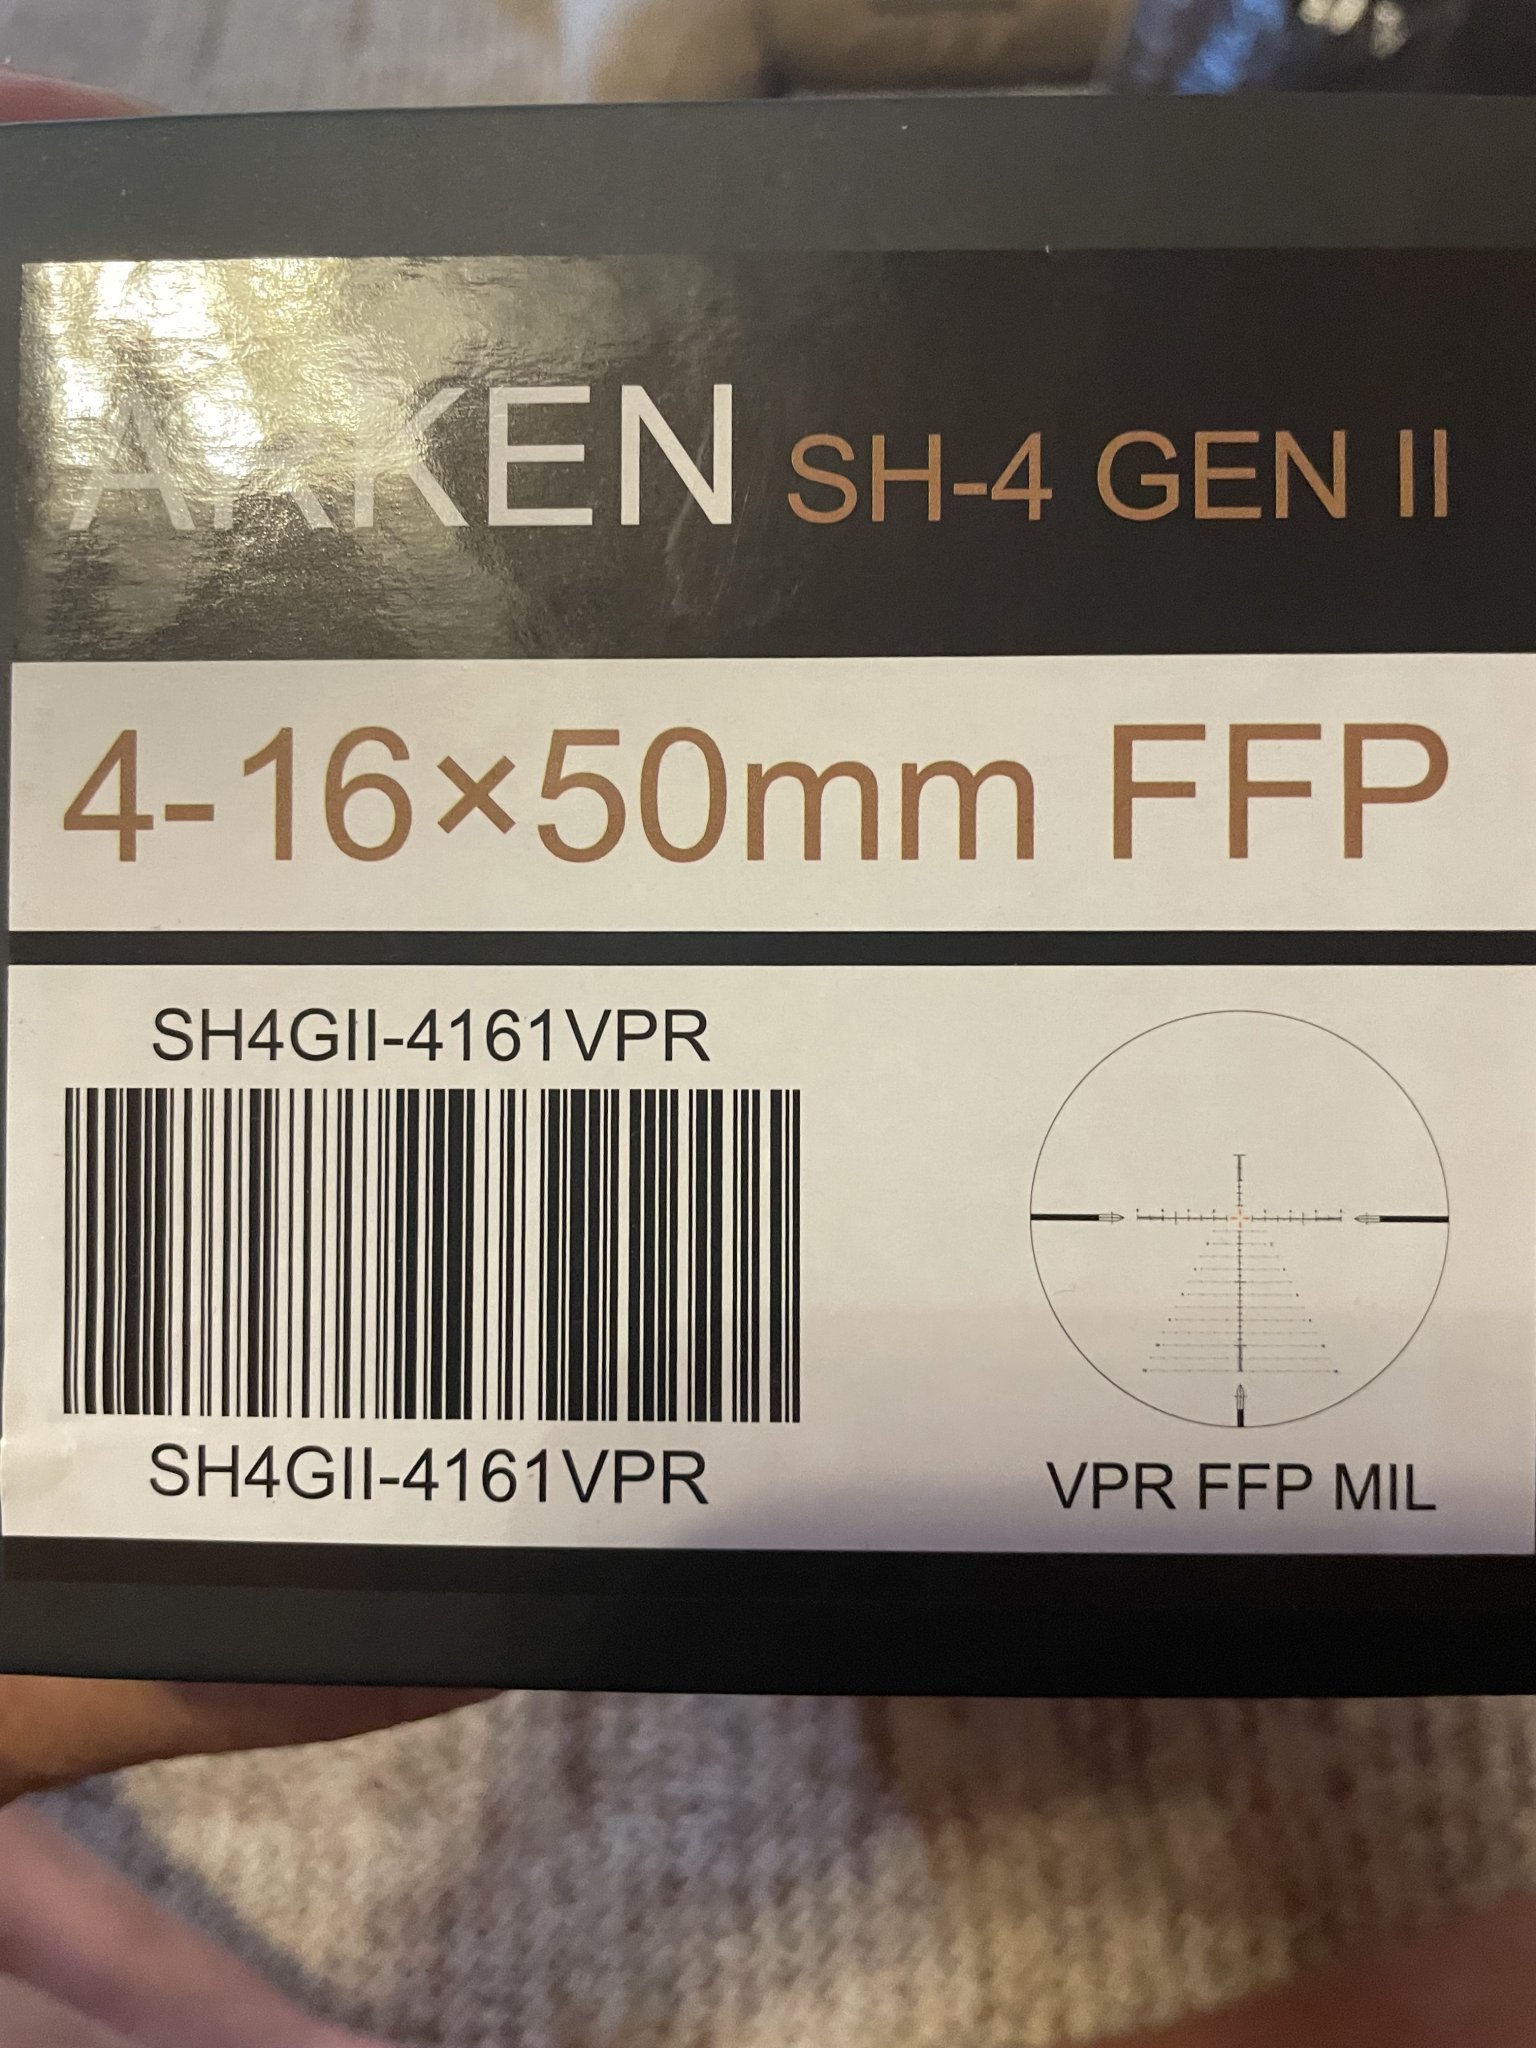 ARKEN SH-4 GEN II
4-16×50mm FFP
SH4GII-4161VPR
SH4GII-4161VPR
VPR FFP MIL